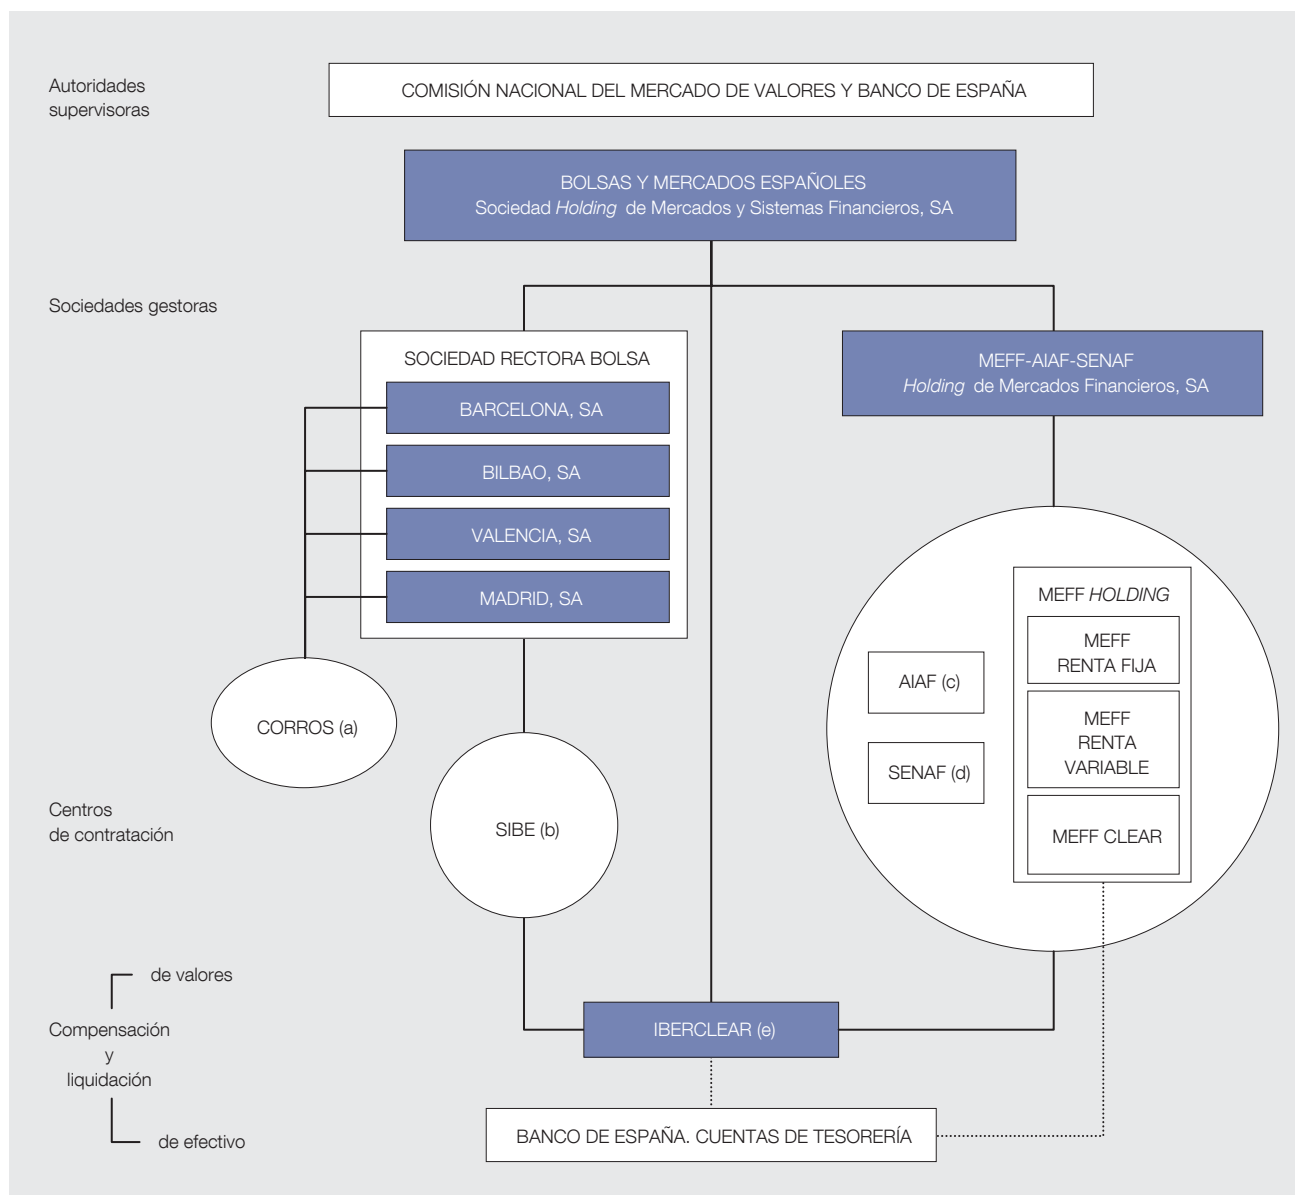 Autoridades
supervisoras
COMISIÓN NACIONAL DEL MERCADO DE VALORES Y BANCO DE ESPAÑA
BOLSAS Y MERCADOS ESPAÑOLES
Sociedad Holding de Mercados y Sistemas Financieros, SA
Sociedades gestoras
SOCIEDAD RECTORA BOLSA
BARCELONA, SA
BILBAO, SA
VALENCIA, SA
MADRID, SA
MEFF-AIAF-SENAF
Holding de Mercados Financieros, SA
MEFF HOLDING
MEFF
RENTA FIJA
MEFF
RENTA
VARIABLE
MEFF CLEAR
AIAF (c)
SENAF (d)
CORROS (a)
Centros
de contratación
SIBE (b)
de valores
Compensación
y
liquidación
de efectivo
IBERCLEAR (e)
BANCO DE ESPAÑA. CUENTAS DE TESORERÍA